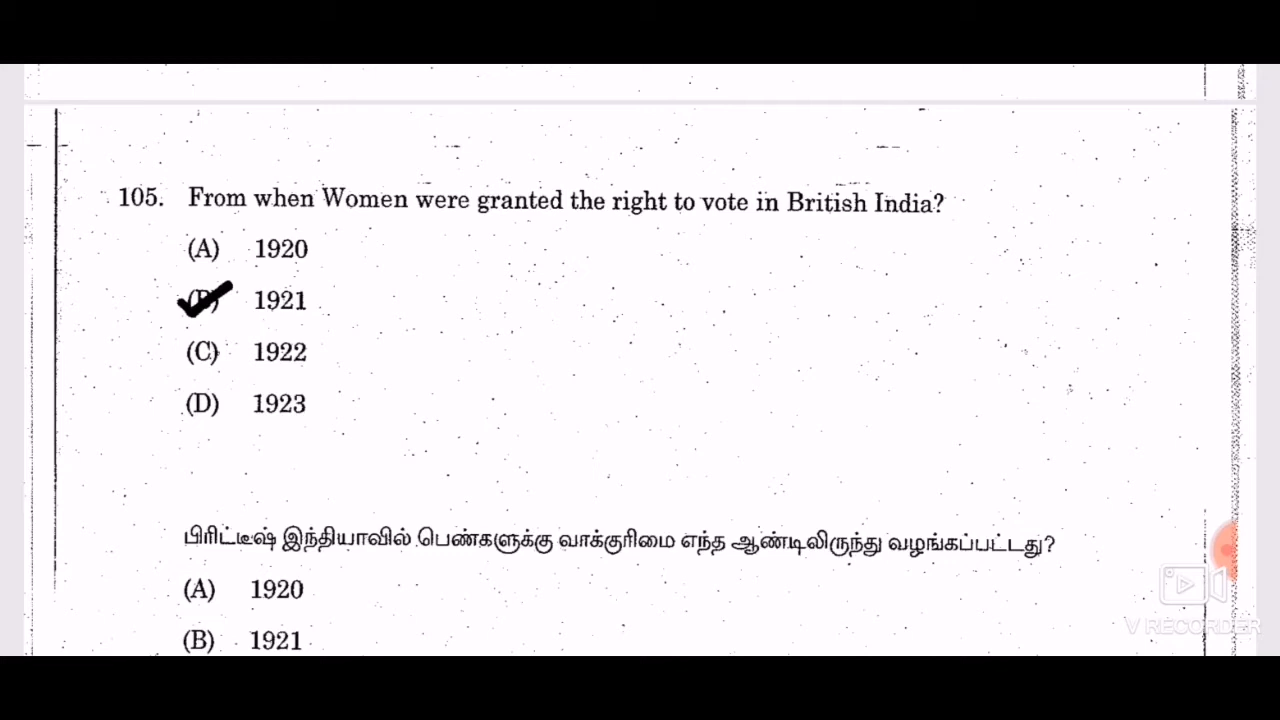 105. From when Women were granted the right to vote in British India?
(A) 1920
(B) 1921
(C) 1922
(D) 1923
பிரிட்டீஷ் இந்தியாவில் பெண்களுக்கு வாக்குரிமை எந்த ஆண்டிலிருந்து வழங்கப்பட்டது?
(A) 1920
(B) 1921
V RECORDER